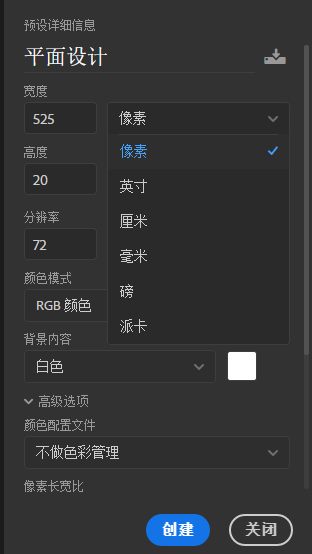 预设详细信息
平面设计
宽度
525
像素
像素
英寸
厘米
毫米
磅
派卡
高度
20
分辨率
72
颜色模式
RGB 颜色
背景内容
白色
高级选项
颜色配置文件
不做色彩管理
像素长宽比
创建
关闭